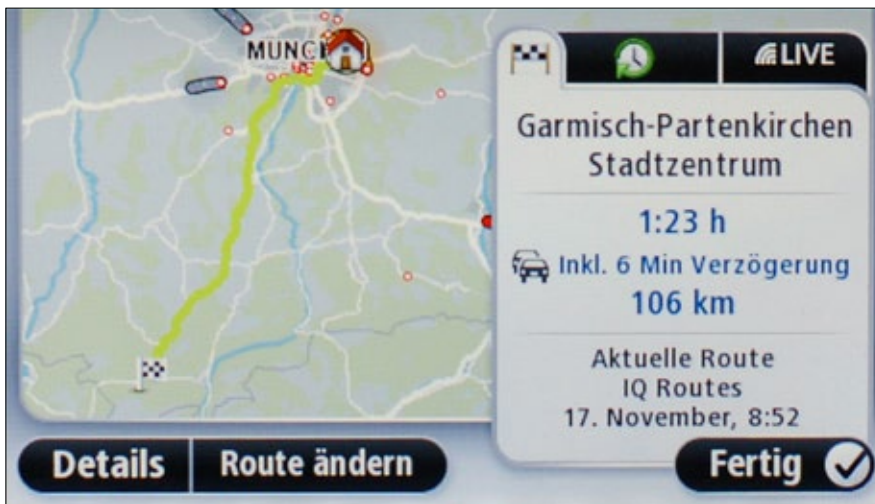 MÜNC
LIVE
Garmisch-Partenkirchen
Stadtzentrum
1:23 h
Inkl. 6 Min Verzögerung
106 km
Aktuelle Route
IQ Routes
17. November, 8:52
Details
Route ändern
Fertig